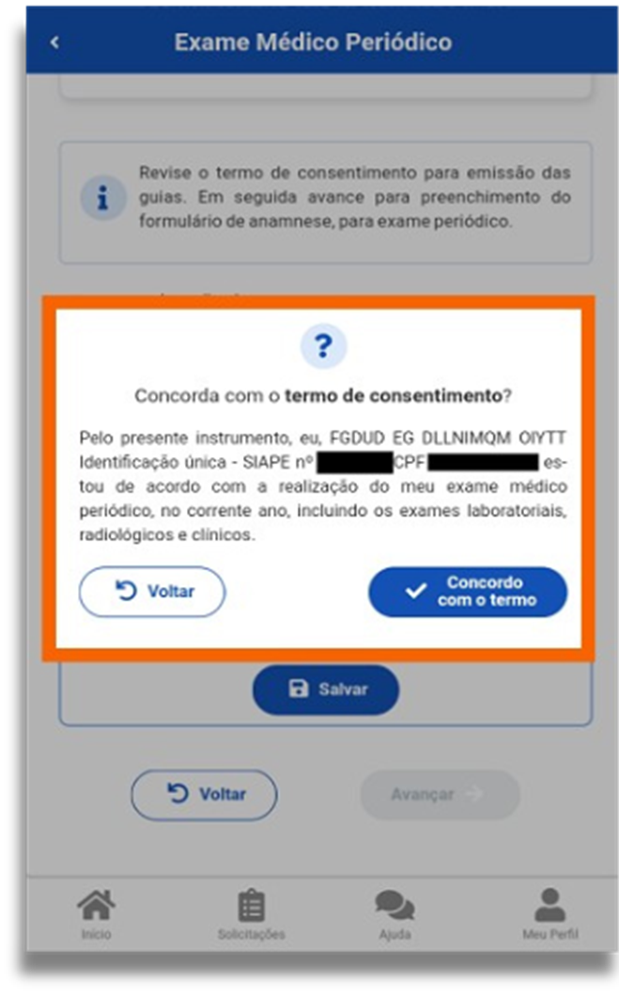 Exame Médico Periódico
Revise o termo de consentimento para emissão das
guias. Em seguida avance para preenchimento do
formulário de anamnese, para exame periódico.
Concorda com o termo de consentimento?
Pelo presente instrumento, eu, FGDUD EG DLLNIMQM OIYTT
Identificação única - SIAPE nº CPF es-
tou de acordo com a realização do meu exame médico
periódico, no corrente ano, incluindo os exames laboratoriais,
radiológicos e clínicos.
Voltar
Concordo
com o termo
Salvar
Voltar
Avançar
Início
Solicitações
Ajuda
Meu Perfil